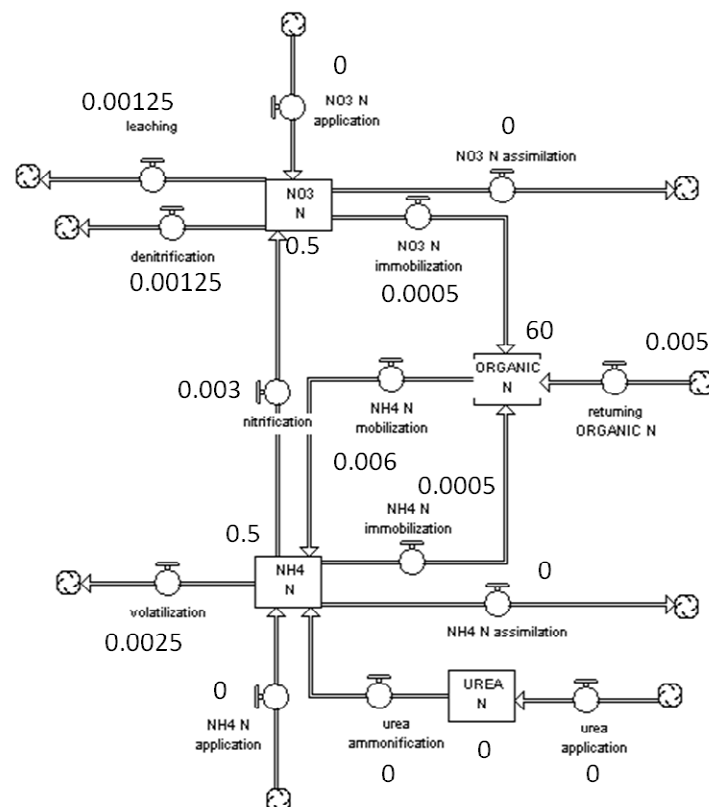 0
NO3 N
application
0.00125
leaching
0
NO3 N assimilation
NO3
N
0.5
denitrification
0.00125
NO3 N
immobilization
0.0005
60
0.005
ORGANIC
N
returning
ORGANIC N
0.003
nitrification
NH4 N
mobilization
0.006
0.0005
NH4 N
immobilization
0.5
NH4
N
0
NH4 N assimilation
volatilization
0.0025
0
NH4 N
application
urea
ammonification
0
UREA
N
0
urea
application
0